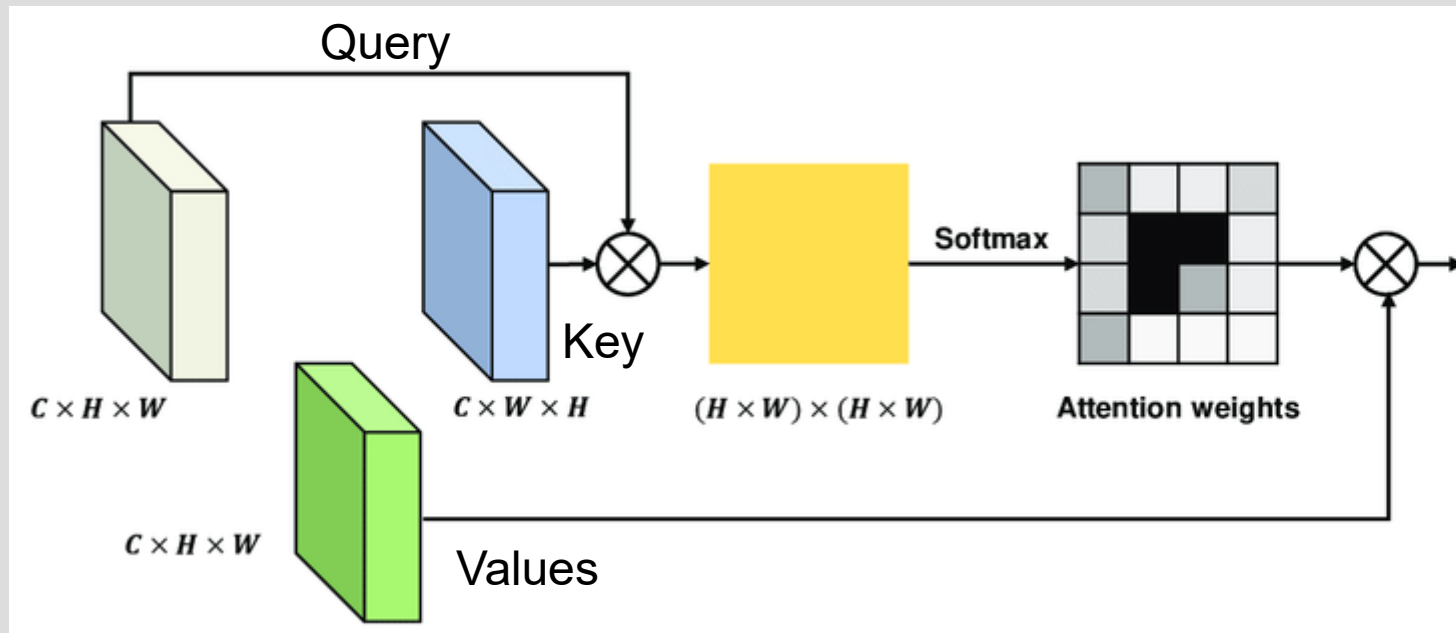 Query
Softmax
Key
C × H × W
C × W × H
(H × W) × (H × W)
Attention weights
C × H × W
Values